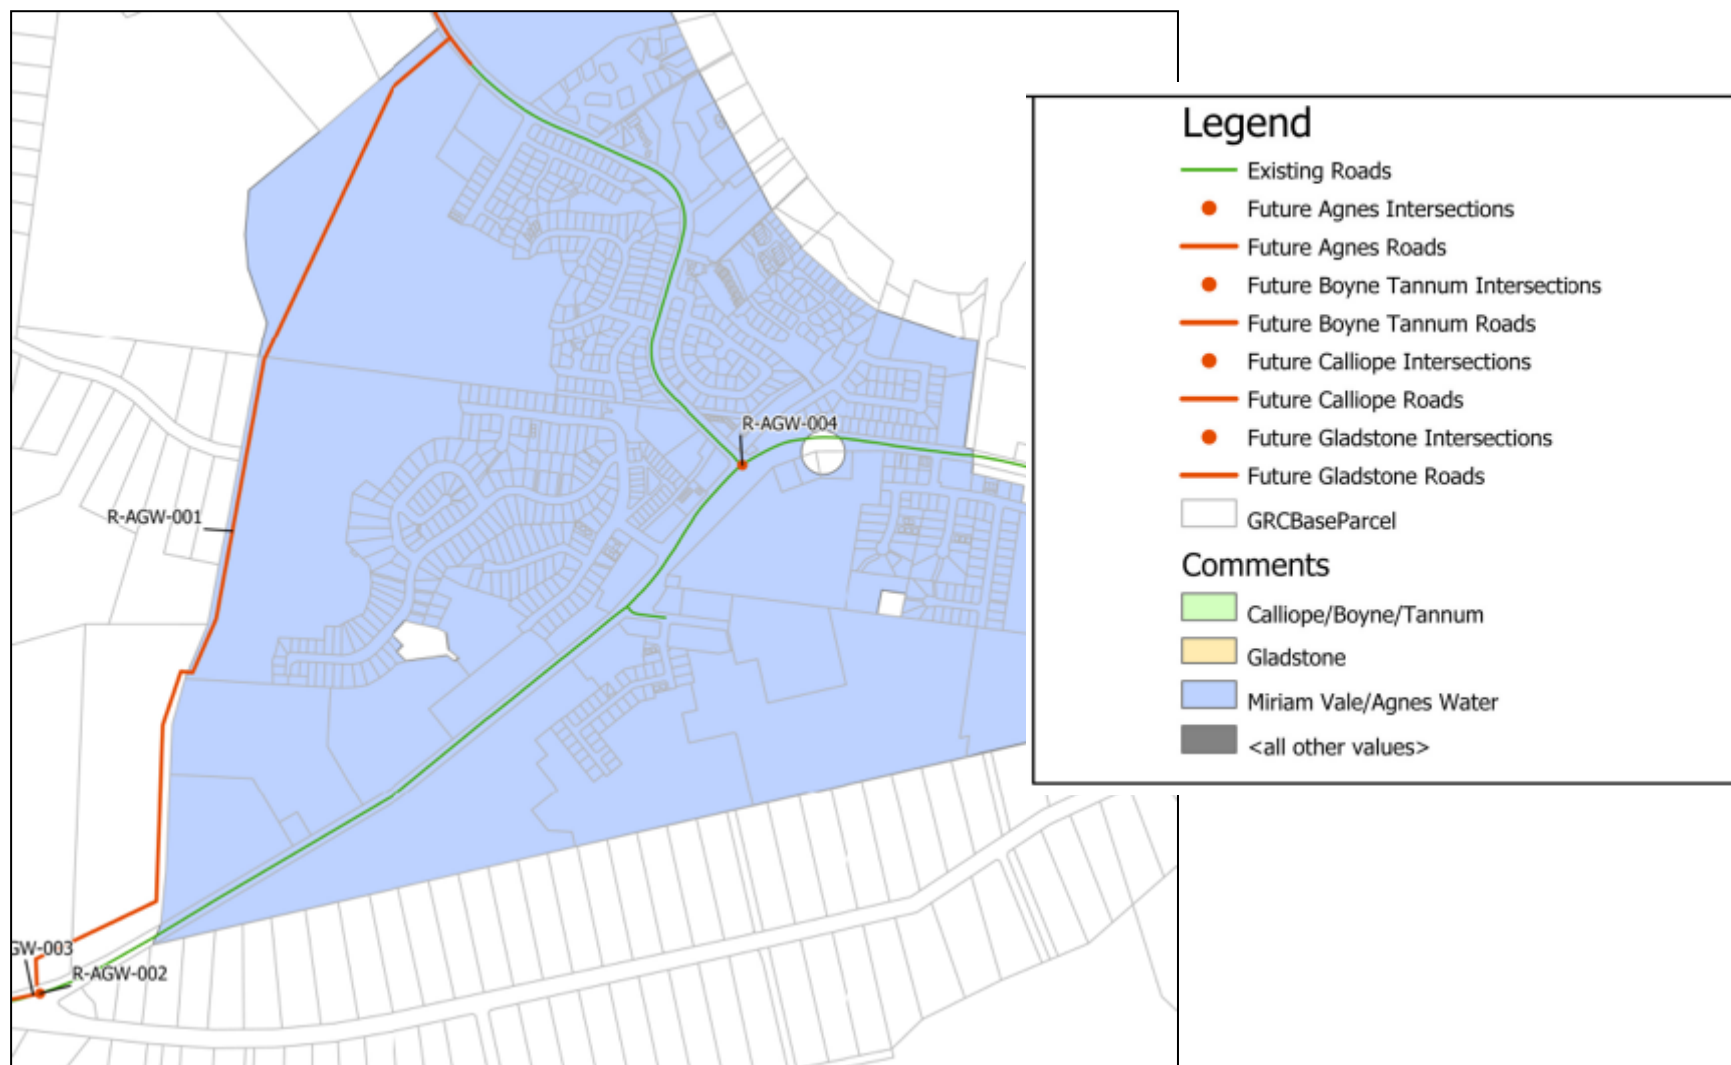 R-AGW-004
R-AGW-001
GW-003
R-AGW-002
Legend
Existing Roads
Future Agnes Intersections
Future Agnes Roads
Future Boyne Tannum Intersections
Future Boyne Tannum Roads
Future Calliope Intersections
Future Calliope Roads
Future Gladstone Intersections
Future Gladstone Roads
GRCBaseParcel
Comments
Calliope/Boyne/Tannum
Gladstone
Miriam Vale/Agnes Water
<all other values>